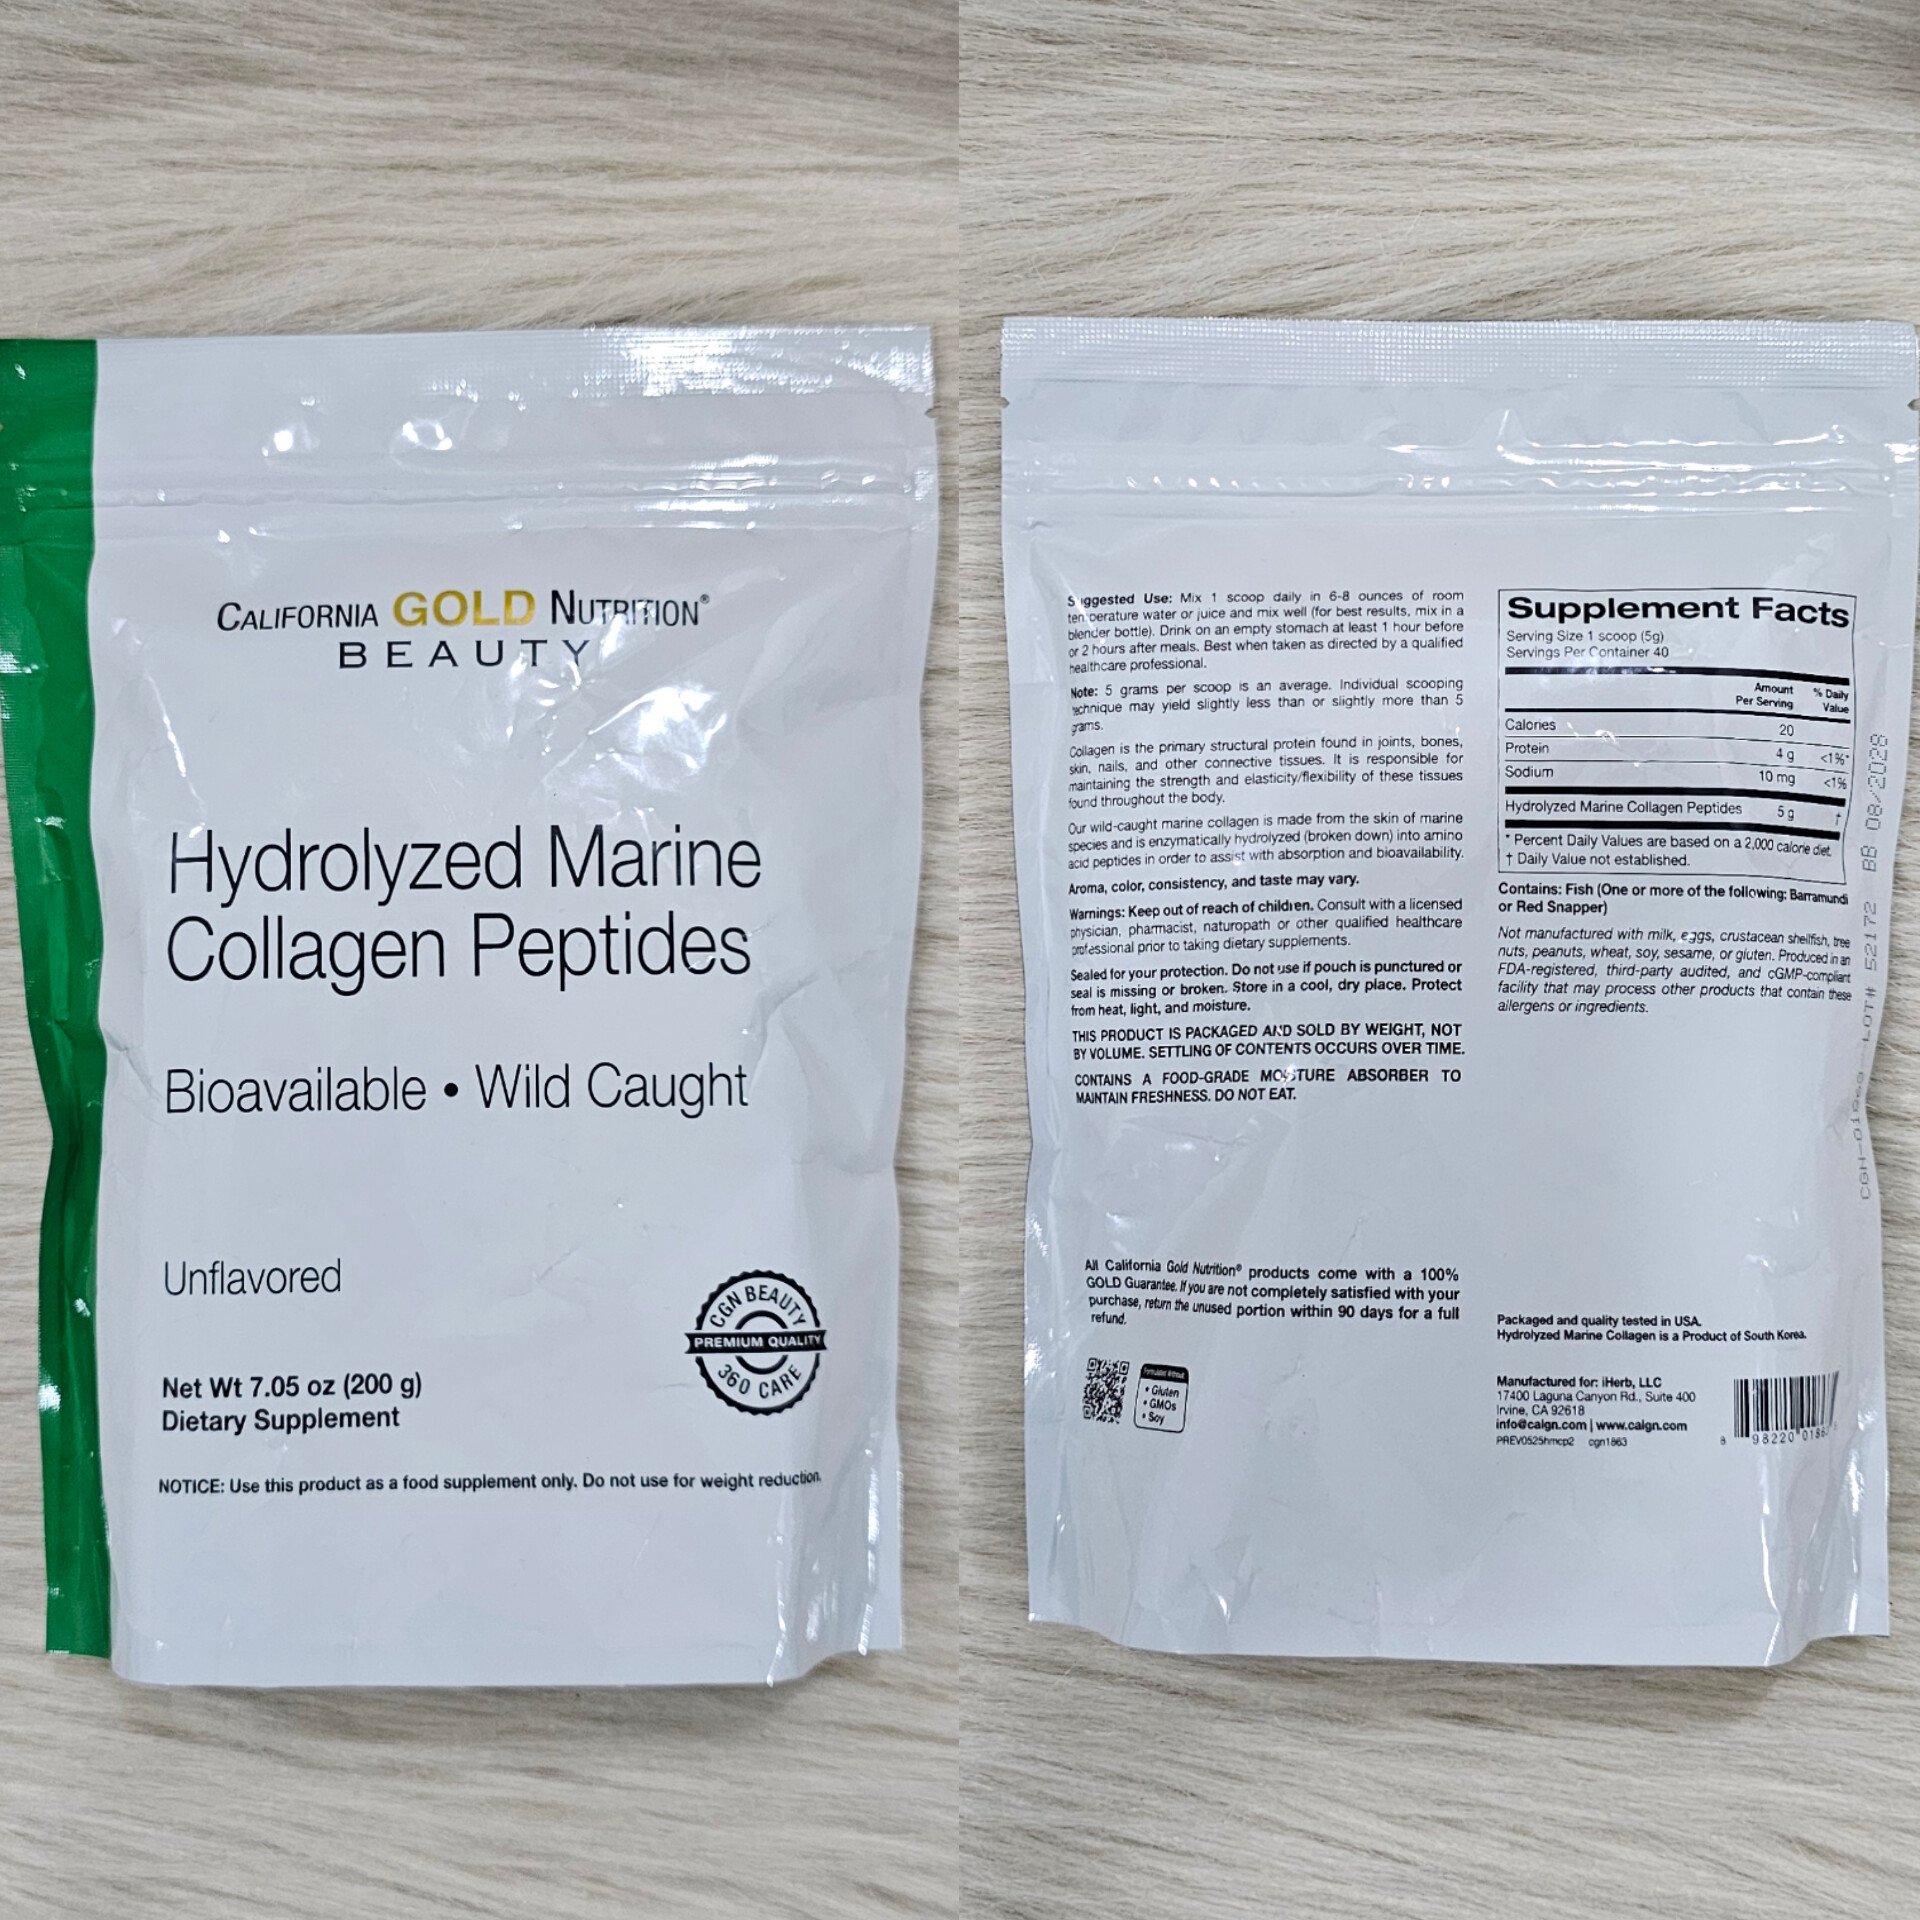 CALIFORNIA GOLD NUTRITION®
BEAUTY
Hydrolyzed Marine
Collagen Peptides
Bioavailable • Wild Caught
Unflavored
CGN BEAUTY
PREMIUM QUALITY
360 CARE
Net Wt 7.05 oz (200 g)
Dietary Supplement
NOTICE: Use this product as a food supplement only. Do not use for weight reduction.
Suggested Use: Mix 1 scoop daily in 6-8 ounces of room
temperature water or juice and mix well (for best results, mix in a
blender bottle). Drink on an empty stomach at least 1 hour before
or 2 hours after meals. Best when taken as directed by a qualified
healthcare professional.
Note: 5 grams per scoop is an average. Individual scooping
technique may yield slightly less than or slightly more than 5
grams.
Collagen is the primary structural protein found in joints, bones,
skin, nails, and other connective tissues. It is responsible for
maintaining the strength and elasticity/flexibility of these tissues
found throughout the body.
Our wild-caught marine collagen is made from the skin of marine
species and is enzymatically hydrolyzed (broken down) into amino
acid peptides in order to assist with absorption and bioavailability.
Aroma, color, consistency, and taste may vary.
Warnings: Keep out of reach of children. Consult with a licensed
physician, pharmacist, naturopath or other qualified healthcare
professional prior to taking dietary supplements.
Sealed for your protection. Do not use if pouch is punctured or
seal is missing or broken. Store in a cool, dry place. Protect
from heat, light, and moisture.
THIS PRODUCT IS PACKAGED AND SOLD BY WEIGHT, NOT
BY VOLUME. SETTLING OF CONTENTS OCCURS OVER TIME.
CONTAINS A FOOD-GRADE MOISTURE ABSORBER TO
MAINTAIN FRESHNESS. DO NOT EAT.
All California Gold Nutrition® products come with a 100%
GOLD Guarantee. If you are not completely satisfied with your
purchase, return the unused portion within 90 days for a full
refund.
Formulated Without
• Gluten
• GMOs
• Soy
Supplement Facts
Serving Size 1 scoop (5g)
Servings Per Container 40
Amount Per Serving % Daily Value
Calories 20
Protein 4 g <1%*
Sodium 10 mg <1%
Hydrolyzed Marine Collagen Peptides 5 g †
* Percent Daily Values are based on a 2,000 calorie diet.
† Daily Value not established.
Contains: Fish (One or more of the following: Barramundi
or Red Snapper)
Not manufactured with milk, eggs, crustacean shellfish, tree
nuts, peanuts, wheat, soy, sesame, or gluten. Produced in an
FDA-registered, third-party audited, and cGMP-compliant
facility that may process other products that contain these
allergens or ingredients.
Packaged and quality tested in USA.
Hydrolyzed Marine Collagen is a Product of South Korea.
Manufactured for: iHerb, LLC
17400 Laguna Canyon Rd., Suite 400
Irvine, CA 92618
info@calgn.com | www.calgn.com
PREV0525hmcp2 cgn1863
8 98220
LOT# 52172 BB 08/2028